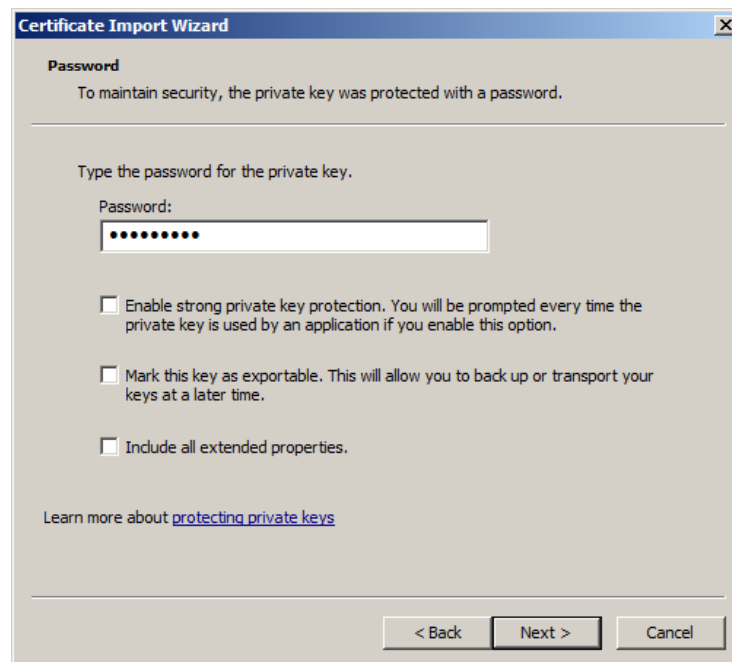 Certificate Import Wizard
Password
To maintain security, the private key was protected with a password.
Type the password for the private key.
Password:
•••••••••
Enable strong private key protection. You will be prompted every time the
private key is used by an application if you enable this option.
Mark this key as exportable. This will allow you to back up or transport your
keys at a later time.
Include all extended properties.
Learn more about protecting private keys
< Back Next > Cancel